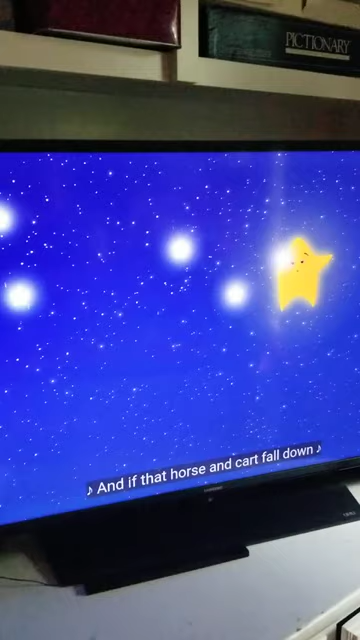 PICTIONARY
♪ And if that horse and cart fall down ♪